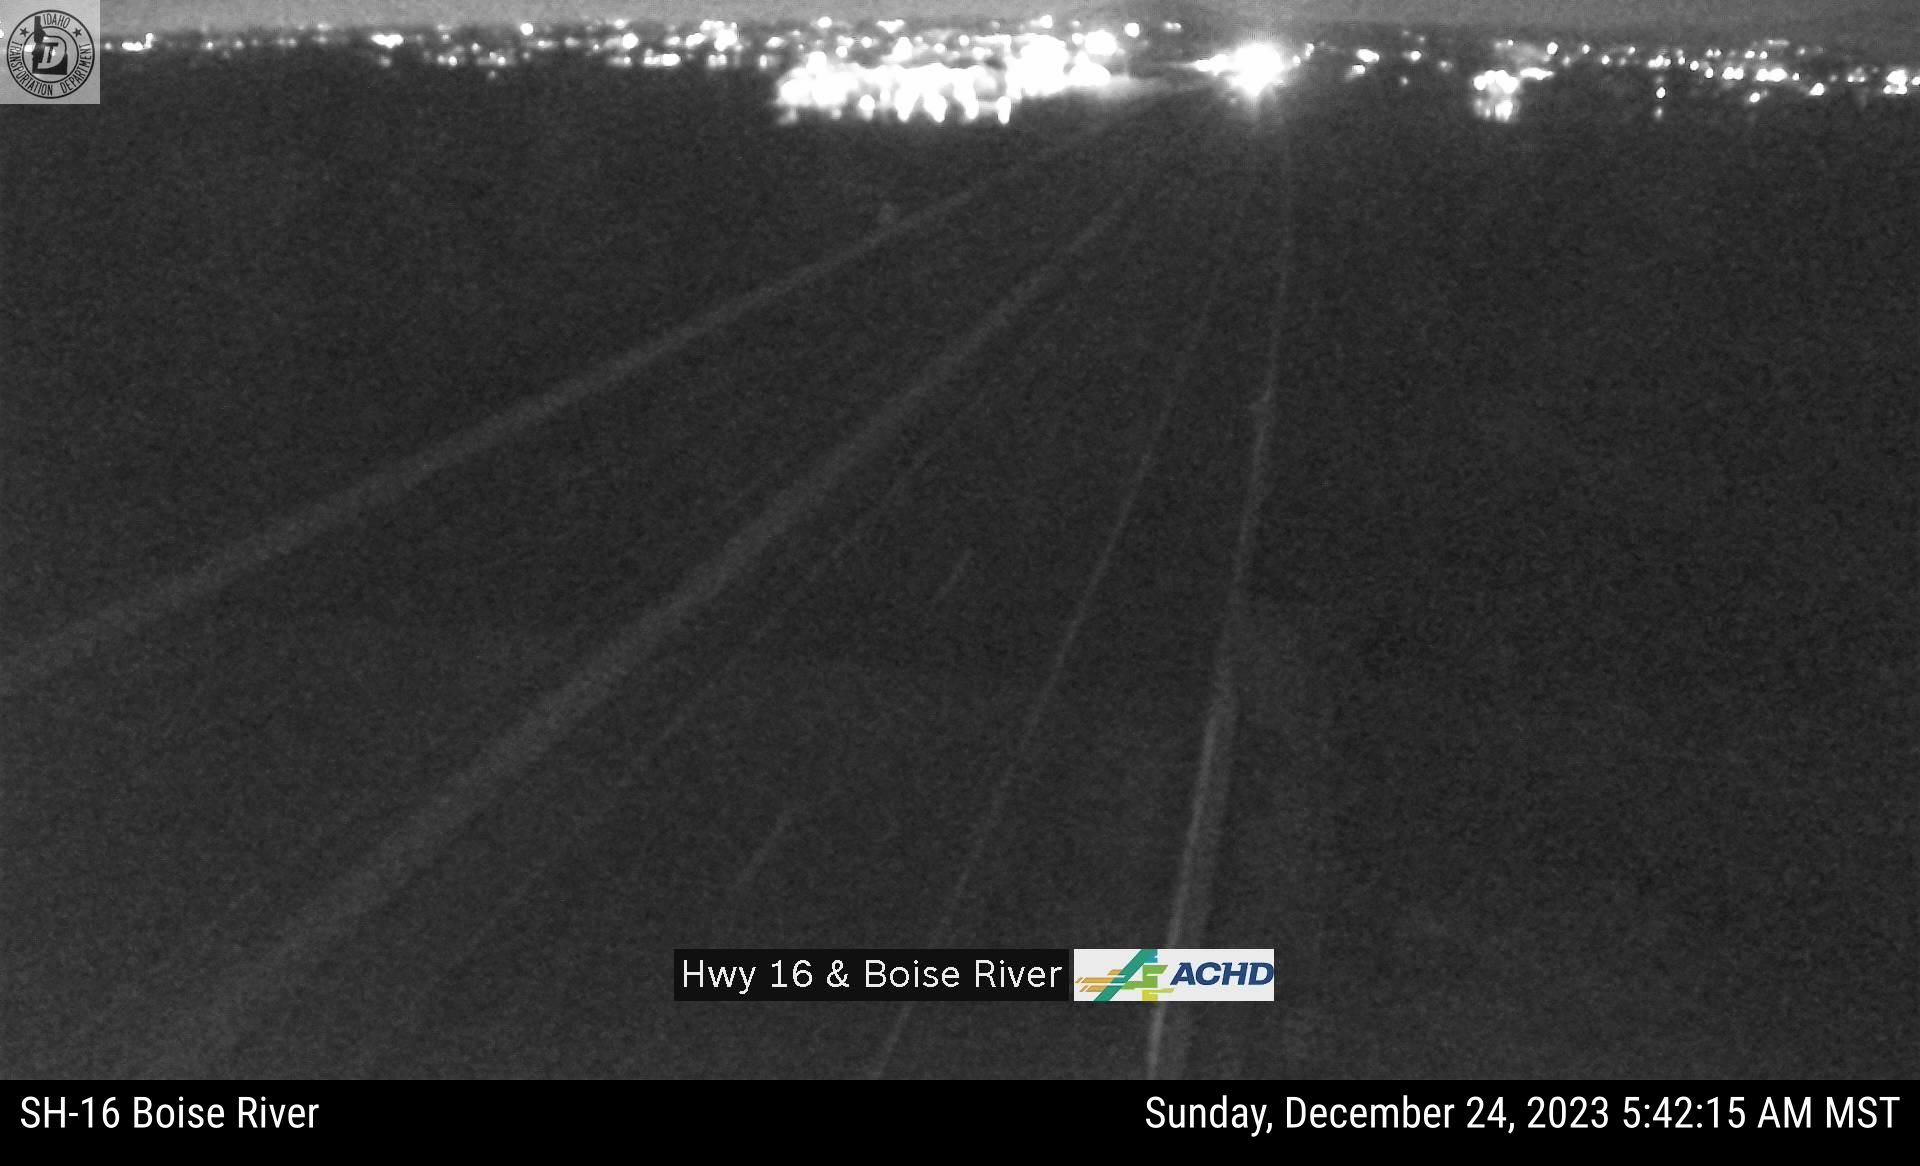 IDAHO
TRANSPORTATION DEPARTMENT
Hwy 16 & Boise River
ACHD
SH-16 Boise River
Sunday, December 24, 2023 5:42:15 AM MST